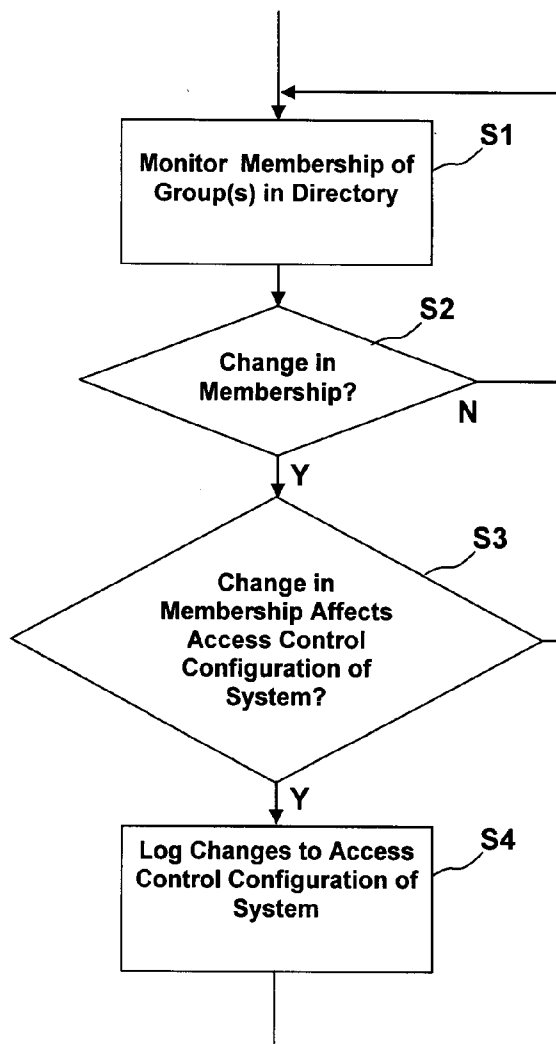 S1
Monitor Membership of
Group(s) in Directory
S2
Change in
Membership?
N
Y
S3
Change in
Membership Affects
Access Control
Configuration of
System?
Y
S4
Log Changes to Access
Control Configuration of
System